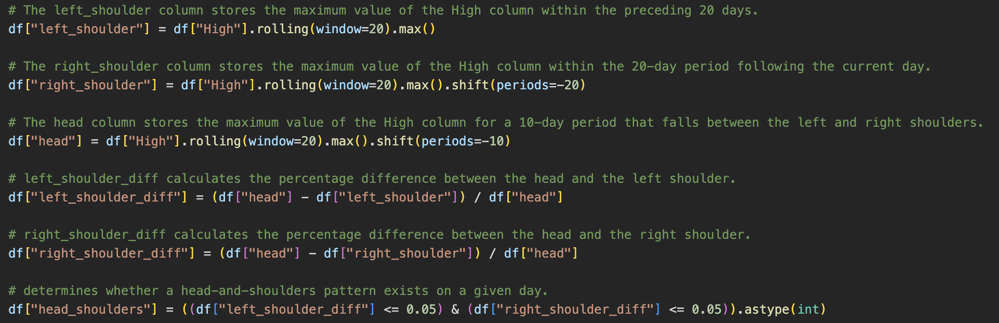 # The left_shoulder column stores the maximum value of the High column within the preceding 20 days.
df["left_shoulder"] = df["High"].rolling(window=20).max()
# The right_shoulder column stores the maximum value of the High column within the 20-day period following the current day.
df["right_shoulder"] = df["High"].rolling(window=20).max().shift(periods=-20)
# The head column stores the maximum value of the High column for a 10-day period that falls between the left and right shoulders.
df["head"] = df["High"].rolling(window=20).max().shift(periods=-10)
# left_shoulder_diff calculates the percentage difference between the head and the left shoulder.
df["left_shoulder_diff"] = (df["head"] - df["left_shoulder"]) / df["head"]
# right_shoulder_diff calculates the percentage difference between the head and the right shoulder.
df["right_shoulder_diff"] = (df["head"] - df["right_shoulder"]) / df["head"]
# determines whether a head-and-shoulders pattern exists on a given day.
df["head_shoulders"] = ((df["left_shoulder_diff"] <= 0.05) & (df["right_shoulder_diff"] <= 0.05)).astype(int)